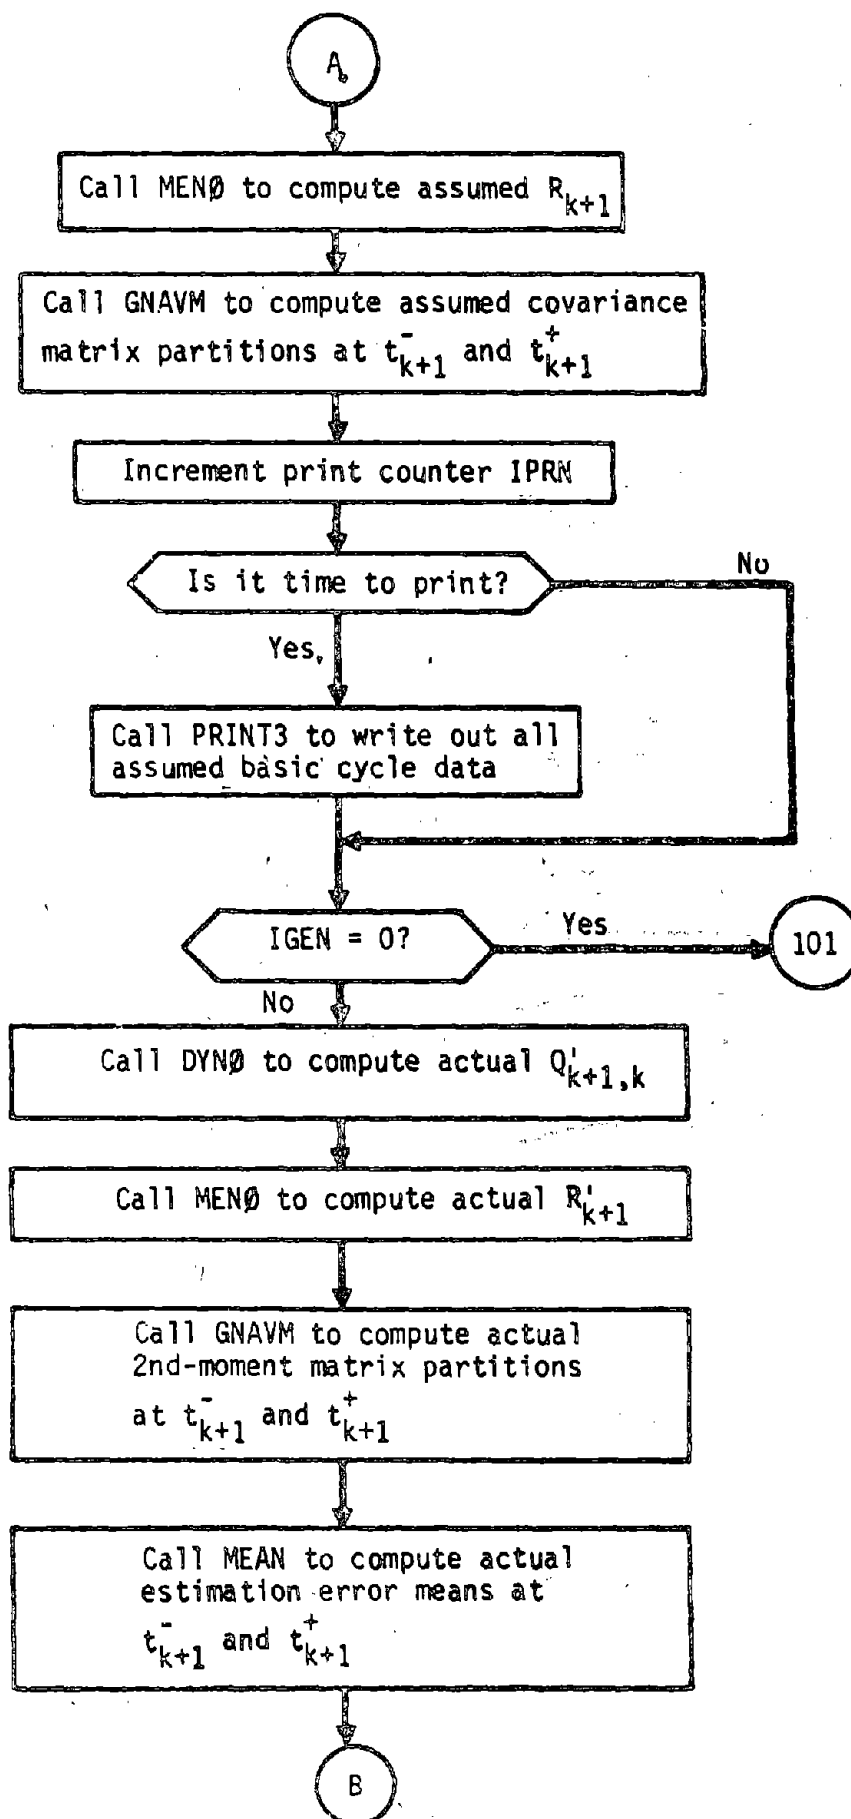 A
Call MENØ to compute assumed R_{k+1}
Call GNAVM to compute assumed covariance
matrix partitions at t^-_{k+1} and t^+_{k+1}
Increment print counter IPRN
Is it time to print?
No
Yes
Call PRINT3 to write out all
assumed basic cycle data
IGEN = 0?
Yes
101
No
Call DYNØ to compute actual Q'_{k+1,k}
Call MENØ to compute actual R'_{k+1}
Call GNAVM to compute actual
2nd-moment matrix partitions
at t^-_{k+1} and t^+_{k+1}
Call MEAN to compute actual
estimation error means at
t^-_{k+1} and t^+_{k+1}
B